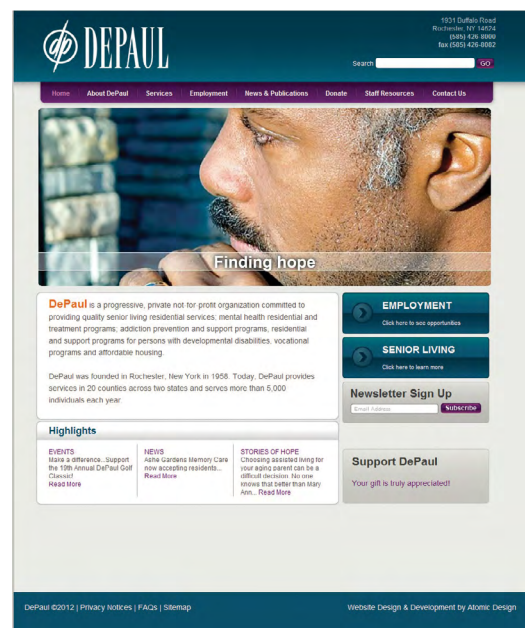 dp DEPAUL
1931 Buffalo Road
Rochester, NY 14624
(585) 426-8000
fax (585) 426-0082
Search GO
Home About DePaul Services Employment News & Publications Donate Staff Resources Contact Us
Finding hope
DePaul is a progressive, private not-for-profit organization committed to
providing quality senior living residential services; mental health residential and
treatment programs; addiction prevention and support programs, residential
and support programs for persons with developmental disabilities, vocational
programs and affordable housing.
DePaul was founded in Rochester, New York in 1958. Today, DePaul provides
services in 20 counties across two states and serves more than 5,000
individuals each year.
EMPLOYMENT
Click here to see opportunities
SENIOR LIVING
Click here to learn more
Newsletter Sign Up
Email Address Subscribe
Highlights
EVENTS
Make a difference...Support
the 19th Annual DePaul Golf
Classic!
Read More
NEWS
Ashe Gardens Memory Care
now accepting residents...
Read More
STORIES OF HOPE
Choosing assisted living for
your aging parent can be a
difficult decision. No one
knows that better than Mary
Ann... Read More
Support DePaul
Your gift is truly appreciated!
DePaul ©2012 | Privacy Notices | FAQs | Sitemap
Website Design & Development by Atomic Design